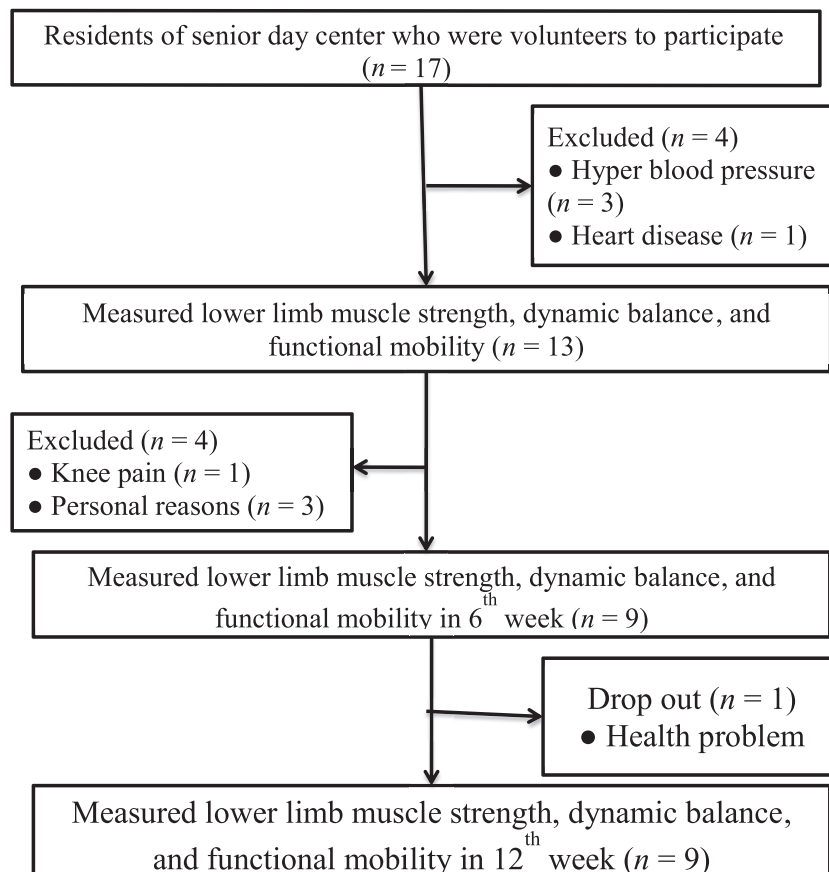 Residents of senior day center who were volunteers to participate
(n = 17)
Excluded (n = 4)
● Hyper blood pressure
(n = 3)
● Heart disease (n = 1)
Measured lower limb muscle strength, dynamic balance, and
functional mobility (n = 13)
Excluded (n = 4)
● Knee pain (n = 1)
● Personal reasons (n = 3)
Measured lower limb muscle strength, dynamic balance, and
functional mobility in 6th week (n = 9)
Drop out (n = 1)
● Health problem
Measured lower limb muscle strength, dynamic balance,
and functional mobility in 12th week (n = 9)